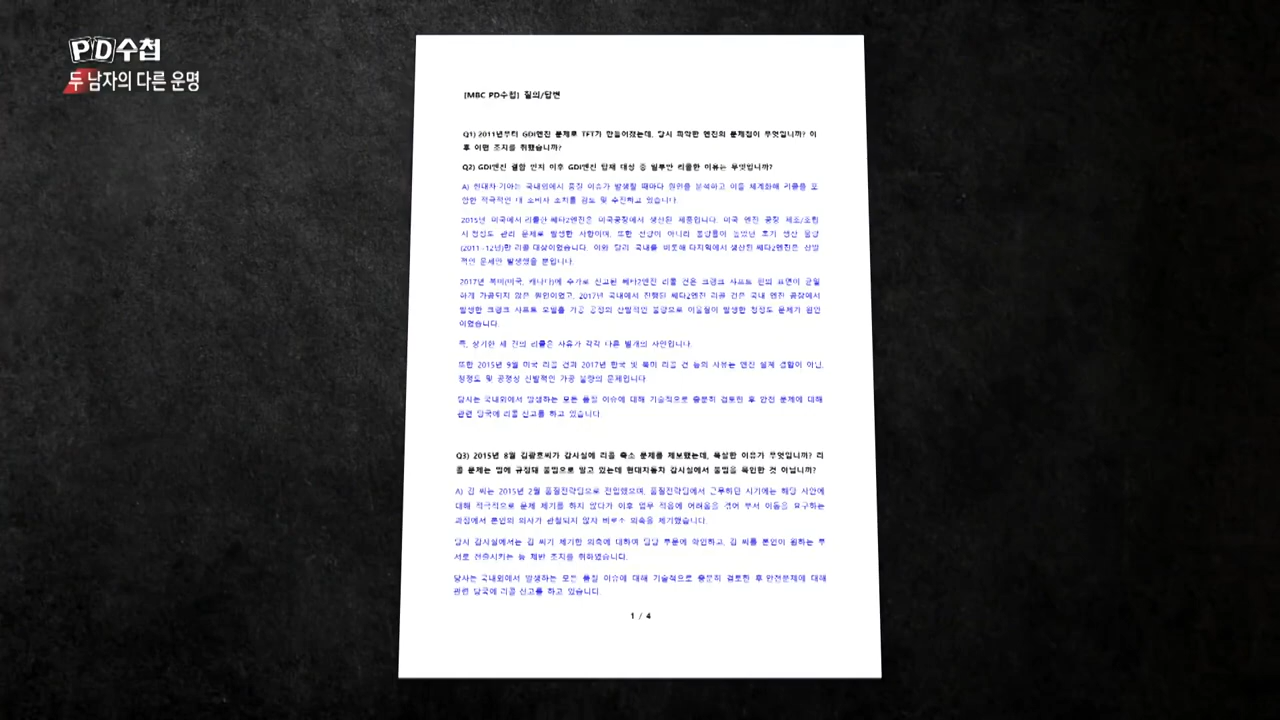 PD수첩
두 남자의 다른 운명
[MBC PD수첩] 질의/답변
Q1) 2011년부터 GDI엔진 문제로 TFT가 만들어졌는데, 당시 파악한 엔진의 문제점이 무엇입니까? 이
후 어떤 조치를 취했습니까?
Q2) GDI엔진 결함 인지 이후 GDI엔진 탑재 대상 중 일부만 리콜한 이유는 무엇입니까?
A) 현대차·기아는 국내외에서 품질 이슈가 발생할 때마다 원인을 분석하고 이를 체계화해 리콜을 포
함한 적극적인 대 소비자 조치를 검토 및 추진하고 있습니다.
2015년 미국에서 리콜한 쎄타2엔진은 미국공장에서 생산된 제품입니다. 미국 엔진 공장 제조/조립
시 청정도 관리 문제로 발생한 사항이며, 또한 전량이 아니라 불량률이 높았던 초기 생산 물량
(2011~12년)만 리콜 대상이었습니다. 이와 달리 국내를 비롯해 타지역에서 생산된 쎄타2엔진은 산발
적인 문제만 발생했을 뿐입니다.
2017년 북미(미국, 캐나다)에 추가로 신고된 쎄타2엔진 리콜 건은 크랭크 샤프트 핀의 표면이 균일
하게 가공되지 않은 원인이었고, 2017년 국내에서 진행된 쎄타2엔진 리콜 건은 국내 엔진 공장에서
발생한 크랭크 샤프트 오일홀 가공 공정의 산발적인 불량으로 이물질이 발생한 청정도 문제가 원인
이었습니다.
즉, 상기한 세 건의 리콜은 사유가 각각 다른 별개의 사안입니다.
또한 2015년 9월 미국 리콜 건과 2017년 한국 및 북미 리콜 건 등의 사유는 엔진 설계 결함이 아닌,
청정도 및 공정상 산발적인 가공 불량의 문제입니다.
당사는 국내외에서 발생하는 모든 품질 이슈에 대해 기술적으로 충분히 검토한 후 안전 문제에 대해
관련 당국에 리콜 신고를 하고 있습니다.
Q3) 2015년 8월 김광호씨가 감사실에 리콜 축소 문제를 제보했는데, 묵살한 이유가 무엇입니까? 리
콜 문제는 법에 규정돼 불법으로 알고 있는데 현대자동차 감사실에서 불법을 묵인한 것 아닙니까?
A) 김 씨는 2015년 2월 품질전략팀으로 전입했으며, 품질전략팀에서 근무하던 시기에는 해당 사안에
대해 적극적으로 문제 제기를 하지 않다가 이후 업무 적응에 어려움을 겪어 부서 이동을 요구하는
과정에서 본인의 의사가 관철되지 않자 비로소 의혹을 제기했습니다.
당시 감사실에서는 김 씨가 제기한 의혹에 대하여 담당 부문에 확인하고, 김 씨를 본인이 원하는 부
서로 전출시키는 등 제반 조치를 취하였습니다.
당사는 국내외에서 발생하는 모든 품질 이슈에 대해 기술적으로 충분히 검토한 후 안전문제에 대해
관련 당국에 리콜 신고를 하고 있습니다.
1 / 4